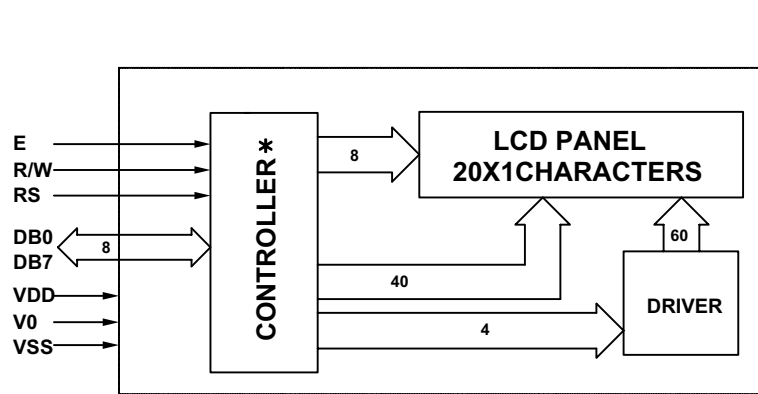 E
R/W
RS
DB0
DB7
8
VDD
V0
VSS
CONTROLLER*
8
LCD PANEL
20X1CHARACTERS
40
60
DRIVER
4